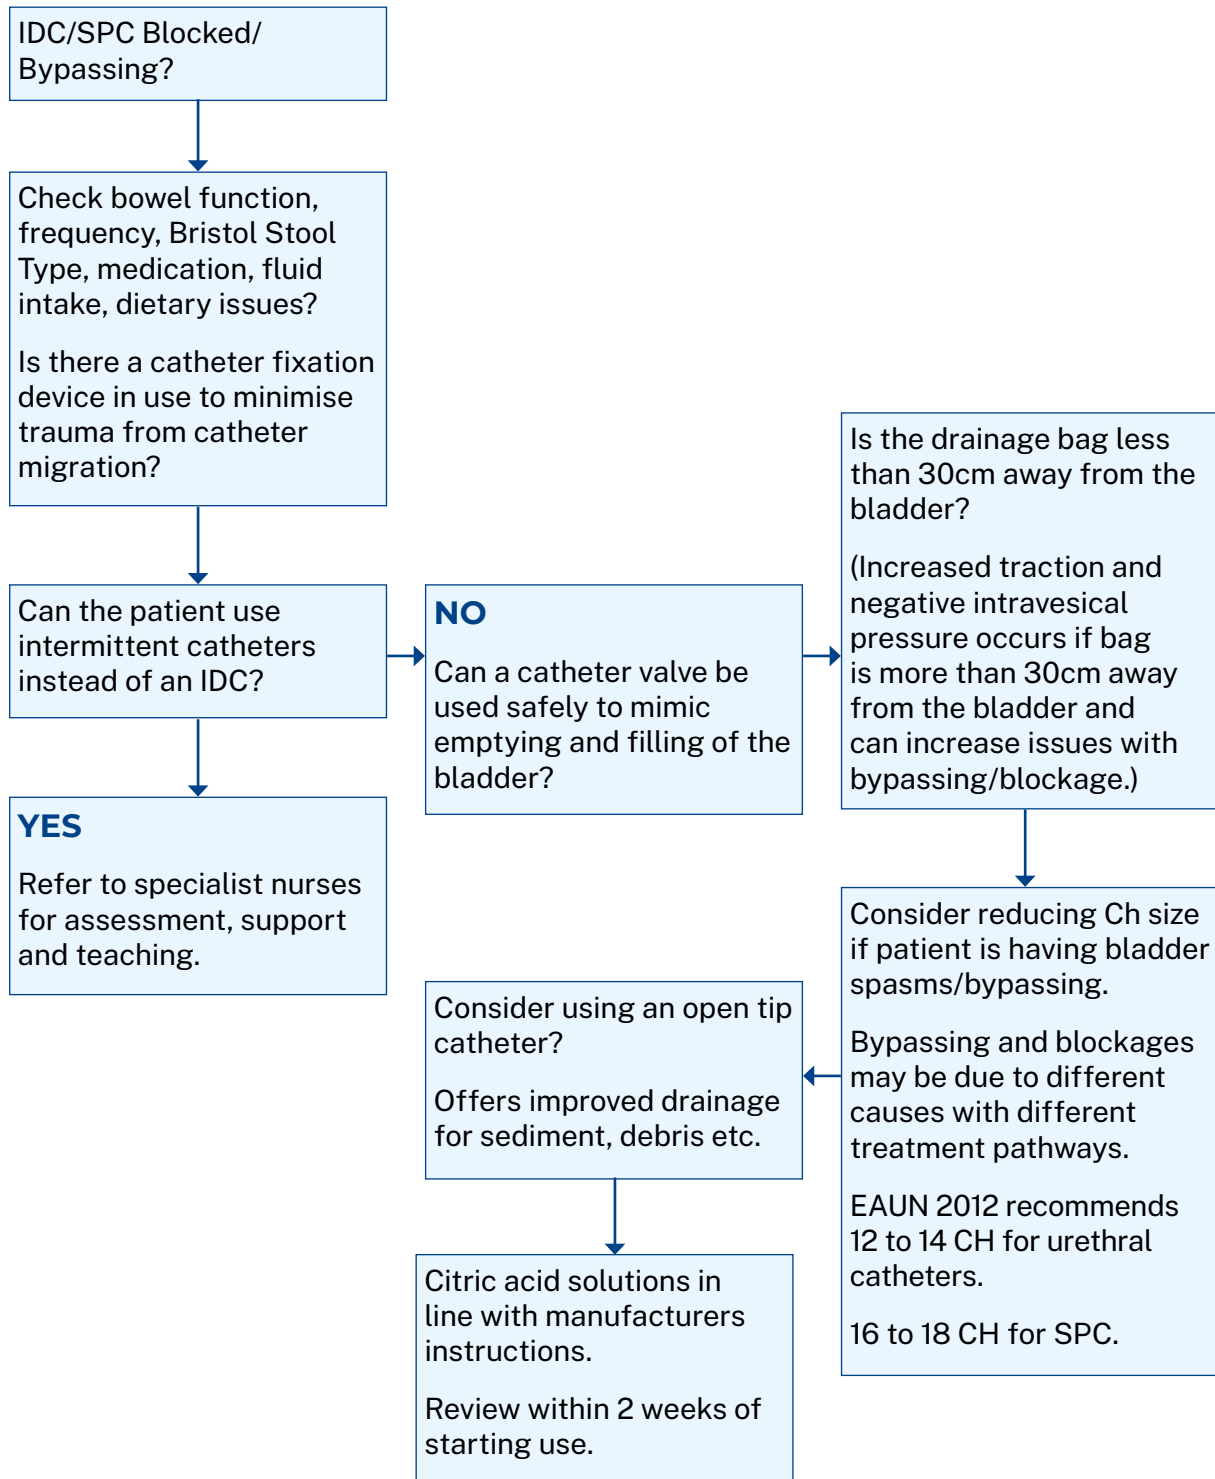 IDC/SPC Blocked/
Bypassing?
Check bowel function,
frequency, Bristol Stool
Type, medication, fluid
intake, dietary issues?
Is there a catheter fixation
device in use to minimise
trauma from catheter
migration?
Can the patient use
intermittent catheters
instead of an IDC?
YES
Refer to specialist nurses
for assessment, support
and teaching.
NO
Can a catheter valve be
used safely to mimic
emptying and filling of the
bladder?
Is the drainage bag less
than 30cm away from the
bladder?
(Increased traction and
negative intravesical
pressure occurs if bag
is more than 30cm away
from the bladder and
can increase issues with
bypassing/blockage.)
Consider reducing Ch size
if patient is having bladder
spasms/bypassing.
Bypassing and blockages
may be due to different
causes with different
treatment pathways.
EAUN 2012 recommends
12 to 14 CH for urethral
catheters.
16 to 18 CH for SPC.
Consider using an open tip
catheter?
Offers improved drainage
for sediment, debris etc.
Citric acid solutions in
line with manufacturers
instructions.
Review within 2 weeks of
starting use.